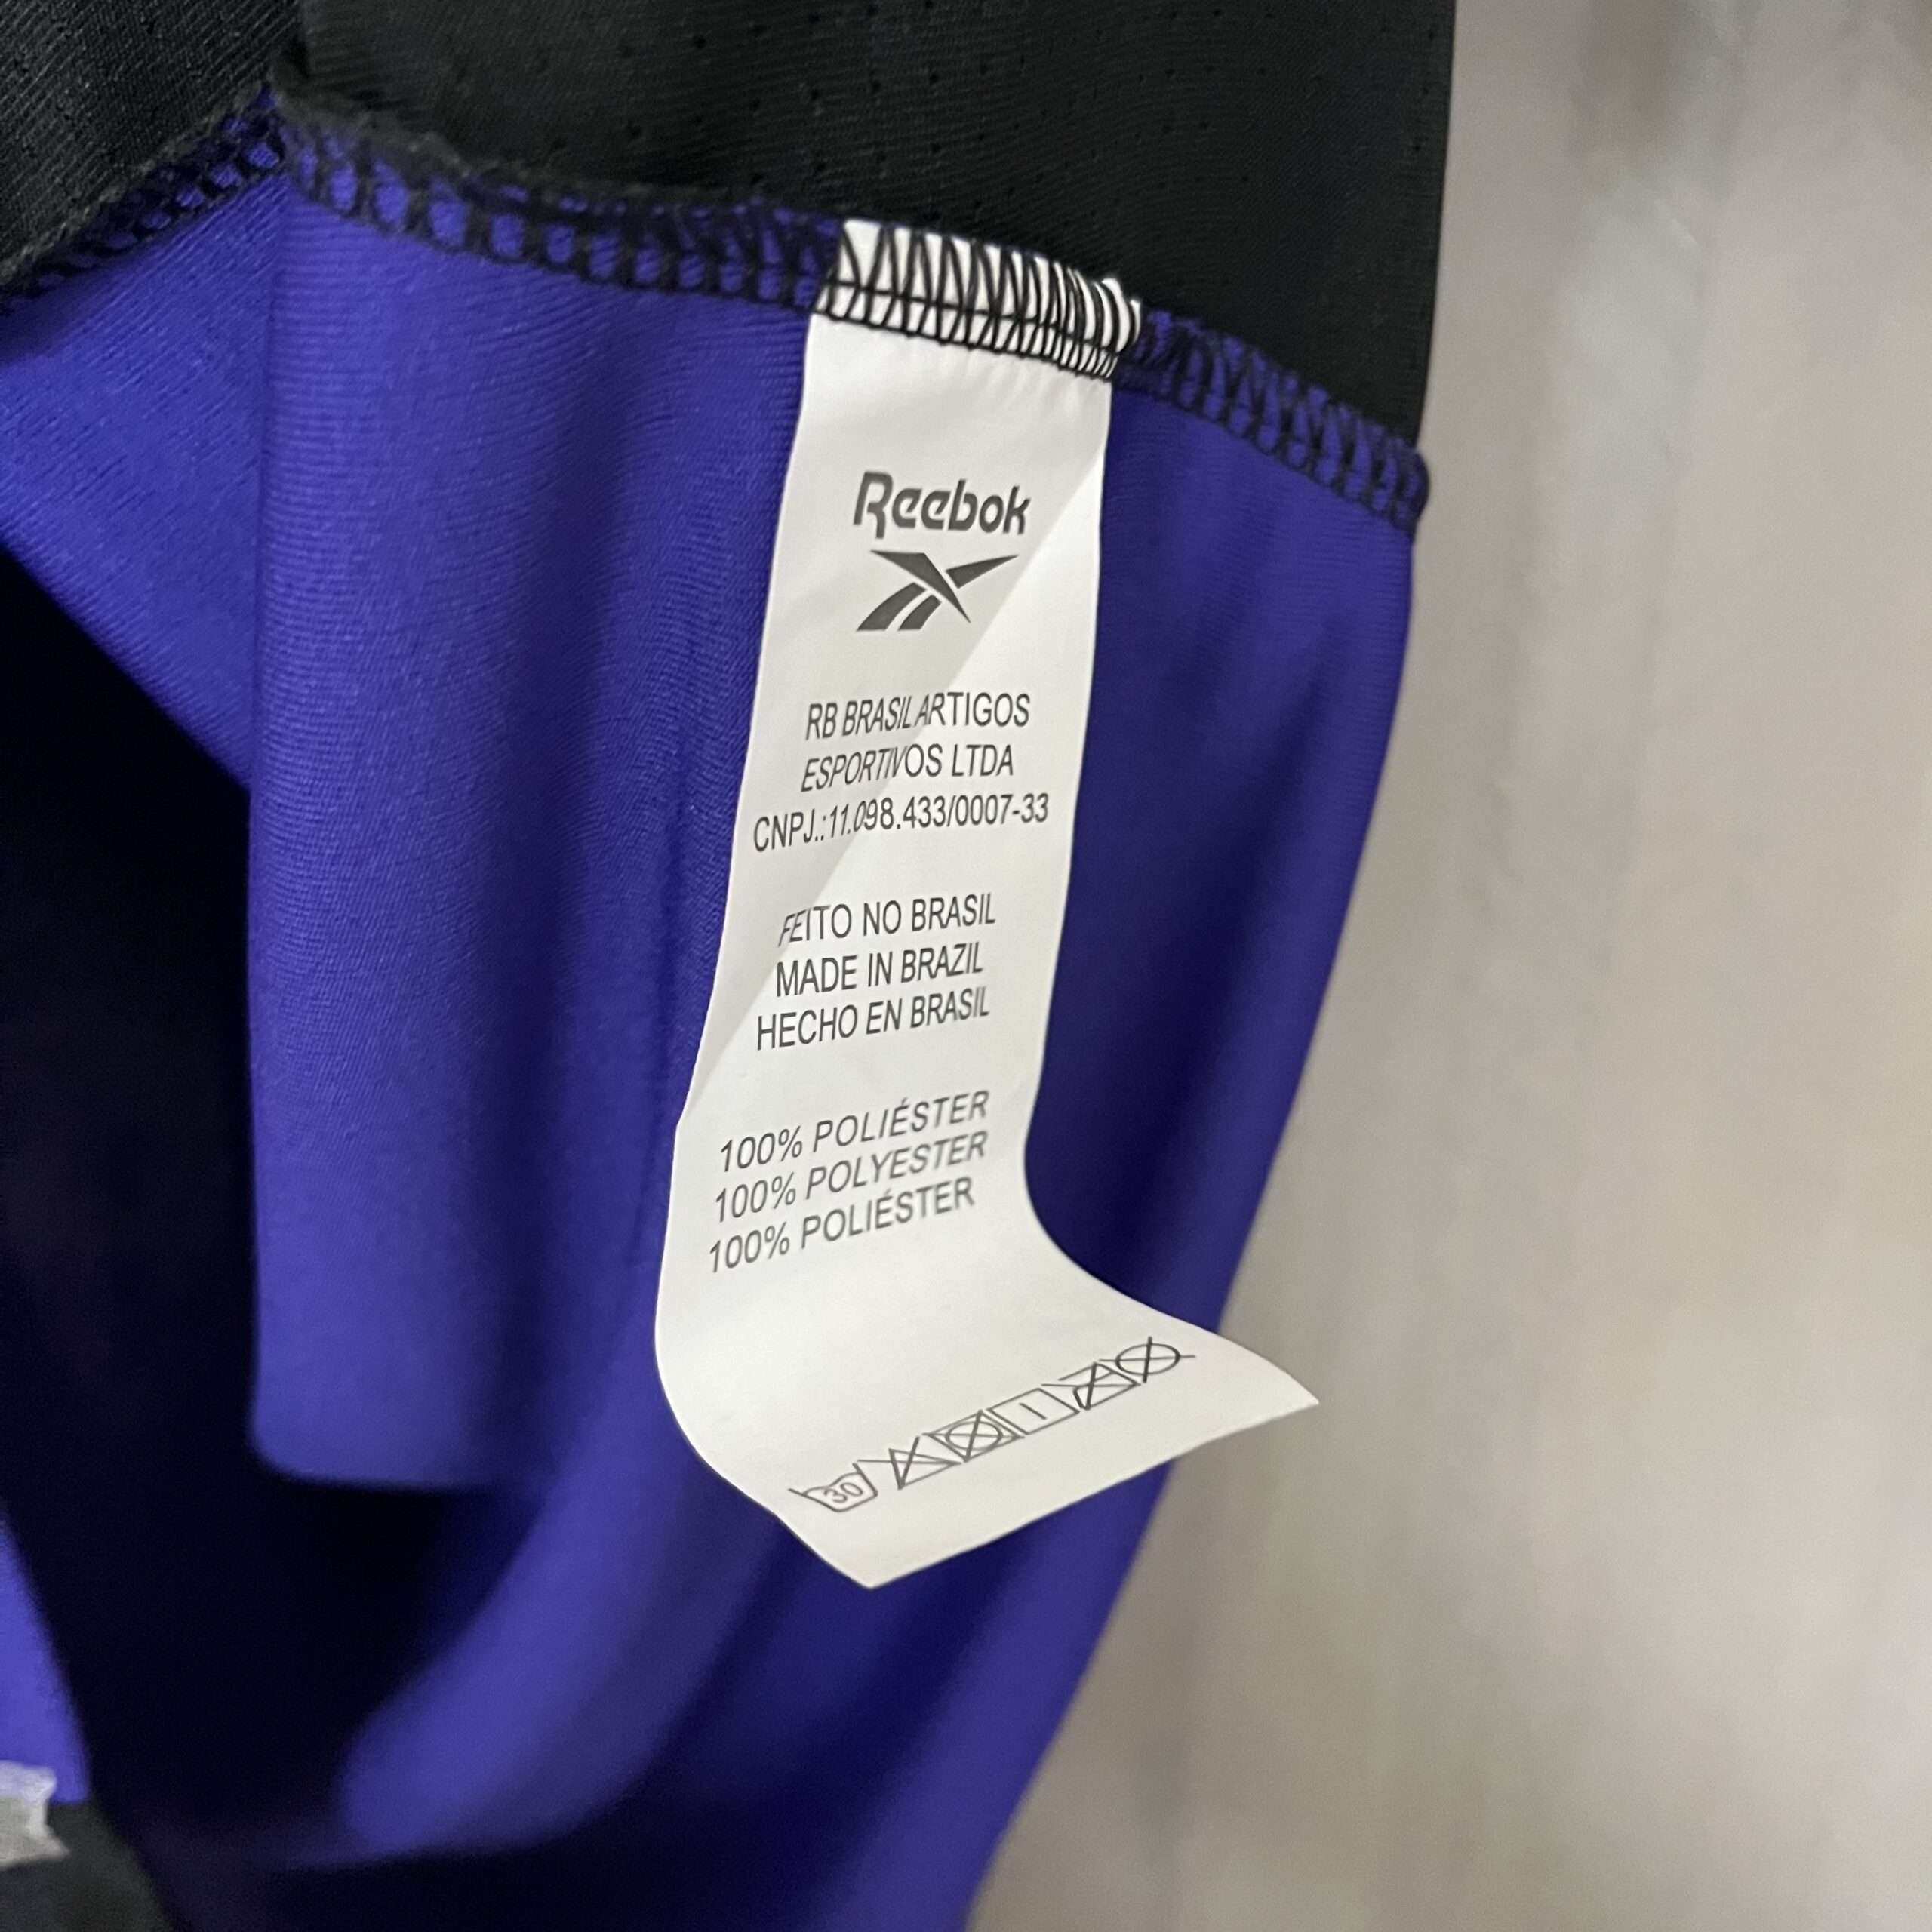 Reebok
RB BRASIL ARTIGOS
ESPORTIVOS LTDA
CNPJ.:11.098.433/0007-33
FEITO NO BRASIL
MADE IN BRAZIL
HECHO EN BRASIL
100% POLIÉSTER
100% POLYESTER
100% POLIÉSTER
30